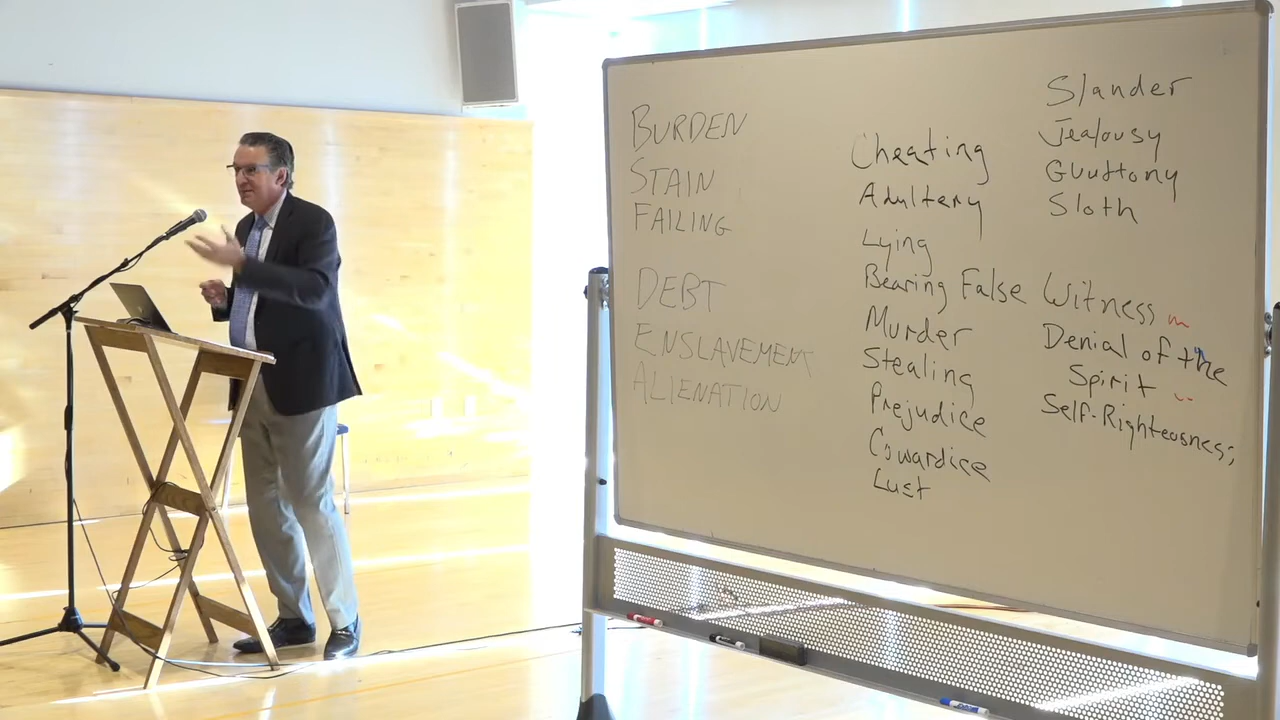 BURDEN
STAIN
FAILING
DEBT
ENSLAVEMENT
ALIENATION
Cheating
Adultery
Lying
Bearing False Witness
Murder
Stealing
Prejudice
Cowardice
Lust
Slander
Jealousy
Gluttony
Sloth
Denial of the
Spirit
Self-Righteousness;